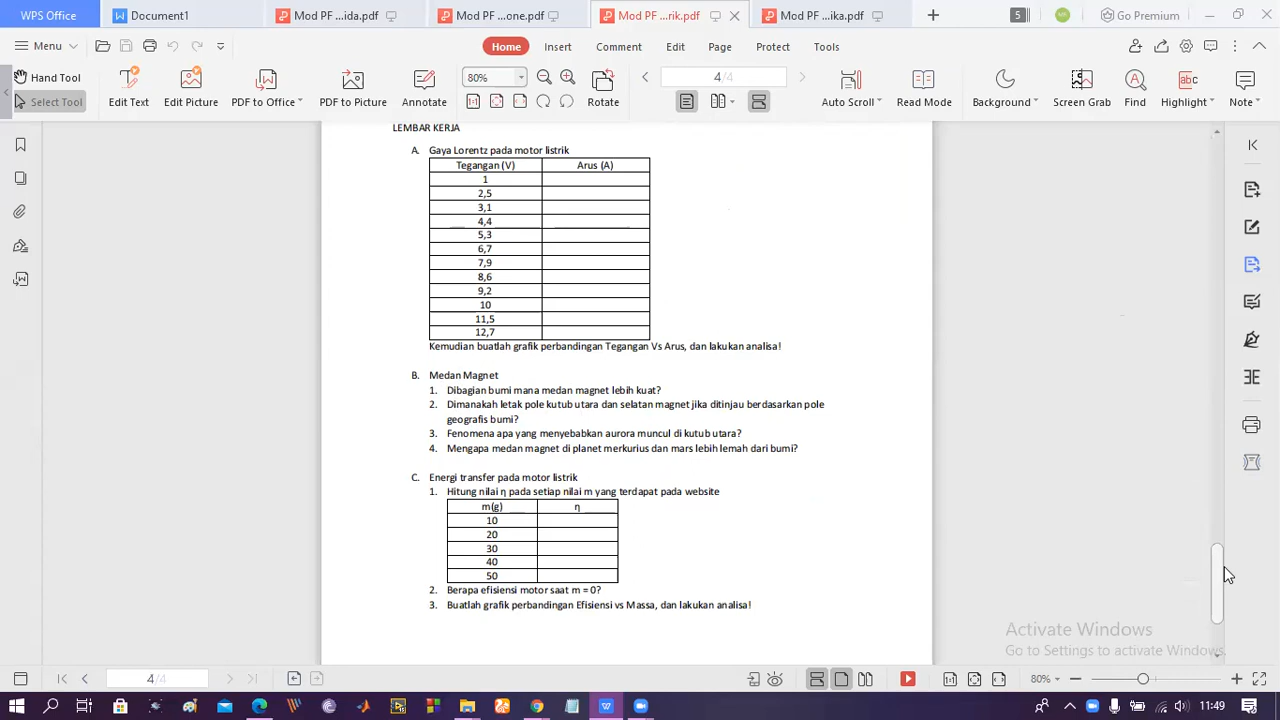 WPS Office
Document1
Mod PF ...ida.pdf
Mod PF ...one.pdf
Mod PF ...rik.pdf
Mod PF ...ika.pdf
5
Go Premium
Menu
Home
Insert
Comment
Edit
Page
Protect
Tools
Hand Tool
Select Tool
Edit Text
Edit Picture
PDF to Office
PDF to Picture
Annotate
80%
Rotate
4/4
Auto Scroll
Read Mode
Background
Screen Grab
Find
Highlight
Note
LEMBAR KERJA
A. Gaya Lorentz pada motor listrik
Tegangan (V) Arus (A)
1
2,5
3,1
4,4
5,3
6,7
7,9
8,6
9,2
10
11,5
12,7
Kemudian buatlah grafik perbandingan Tegangan Vs Arus, dan lakukan analisa!
B. Medan Magnet
1. Dibagian bumi mana medan magnet lebih kuat?
2. Dimanakah letak pole kutub utara dan selatan magnet jika ditinjau berdasarkan pole
geografis bumi?
3. Fenomena apa yang menyebabkan aurora muncul di kutub utara?
4. Mengapa medan magnet di planet merkurius dan mars lebih lemah dari bumi?
C. Energi transfer pada motor listrik
1. Hitung nilai η pada setiap nilai m yang terdapat pada website
m(g) η
10
20
30
40
50
2. Berapa efisiensi motor saat m = 0?
3. Buatlah grafik perbandingan Efisiensi vs Massa, dan lakukan analisa!
Activate Windows
Go to Settings to activate Windows.
4/4
80%
11:49